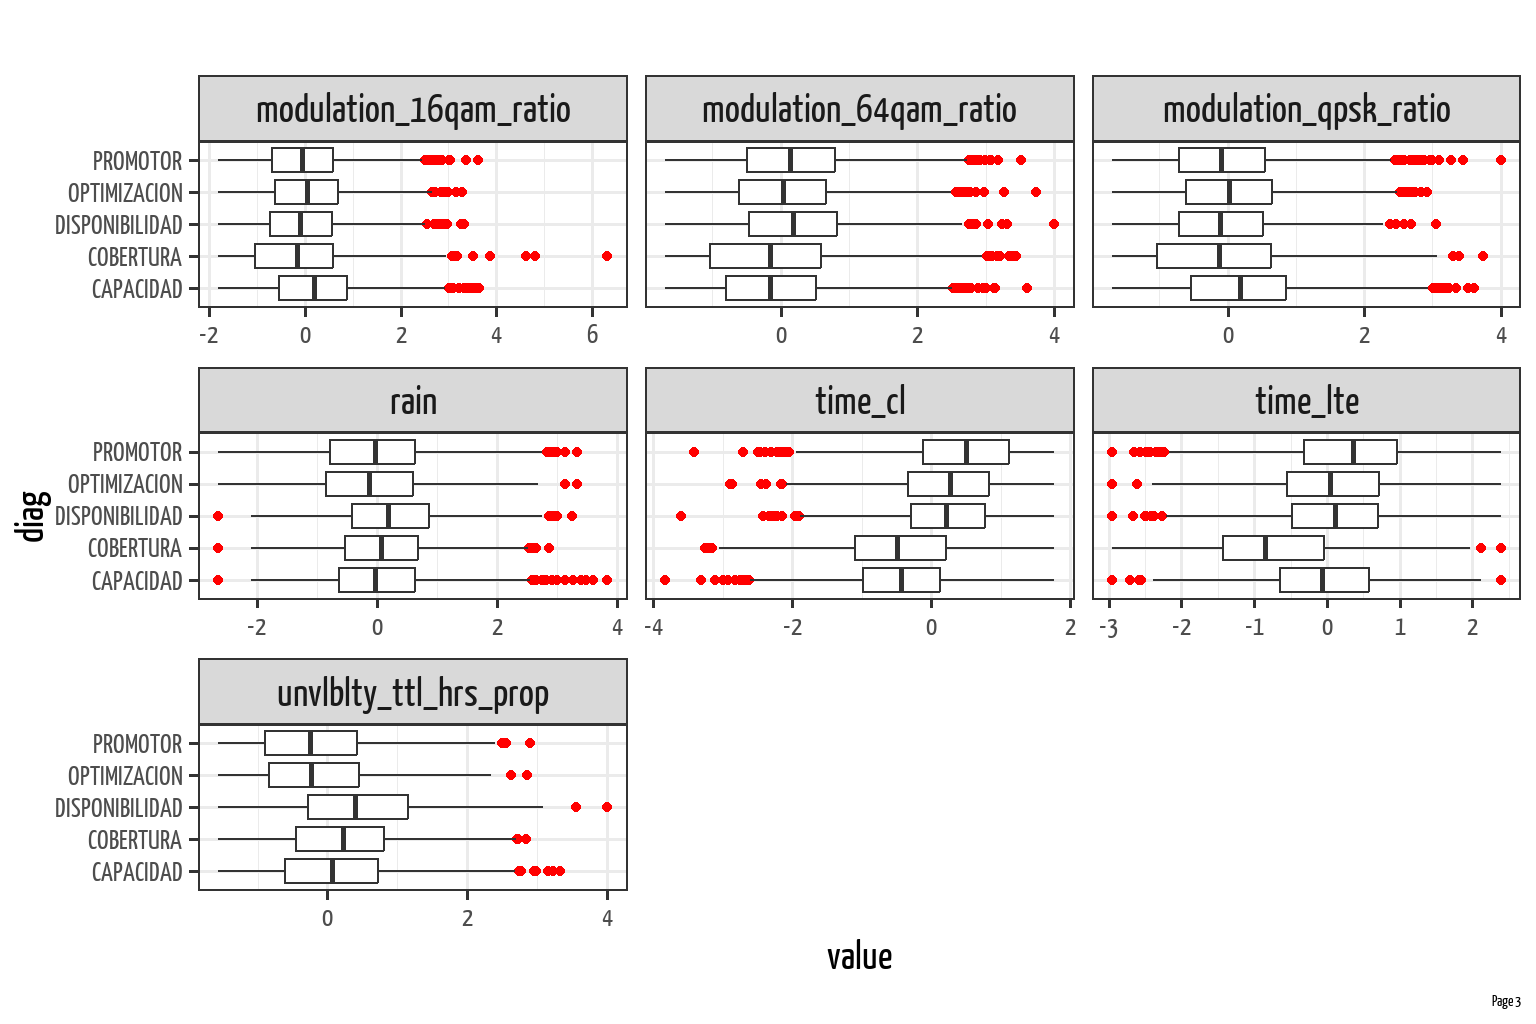 modulation_16qam_ratio modulation_64qam_ratio modulation_qpsk_ratio
PROMOTOR
OPTIMIZACION
DISPONIBILIDAD
COBERTURA
CAPACIDAD
-2 0 2 4 6 0 2 4 0 2 4
rain time_cl time_lte
PROMOTOR
OPTIMIZACION
DISPONIBILIDAD
COBERTURA
CAPACIDAD
-2 0 2 4 -4 -2 0 2 -3 -2 -1 0 1 2
diag
unvlblty_ttl_hrs_prop
PROMOTOR
OPTIMIZACION
DISPONIBILIDAD
COBERTURA
CAPACIDAD
0 2 4
value
Page 3